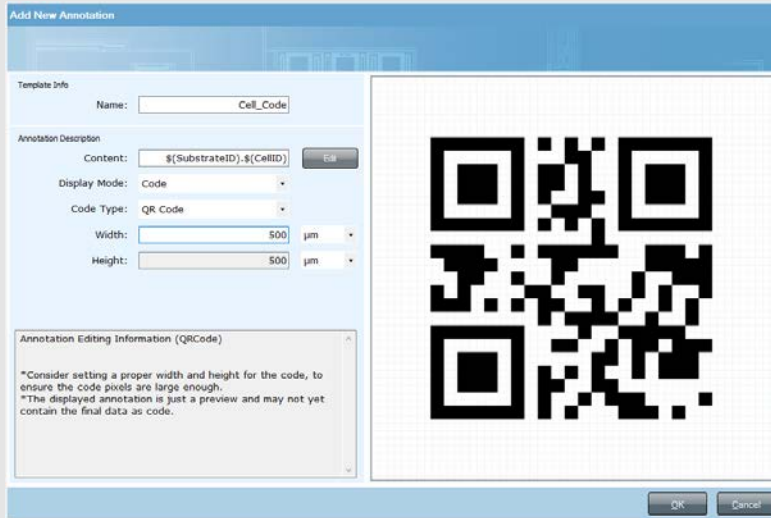 Add New Annotation
Template Info
Name: Cell_Code
Annotation Description
Content: $(SubstrateID).$(CellID) Edit
Display Mode: Code
Code Type: QR Code
Width: 500 µm
Height: 500 µm
Annotation Editing Information (QRCode)
*Consider setting a proper width and height for the code, to
ensure the code pixels are large enough.
*The displayed annotation is just a preview and may not yet
contain the final data as code.
OK Cancel